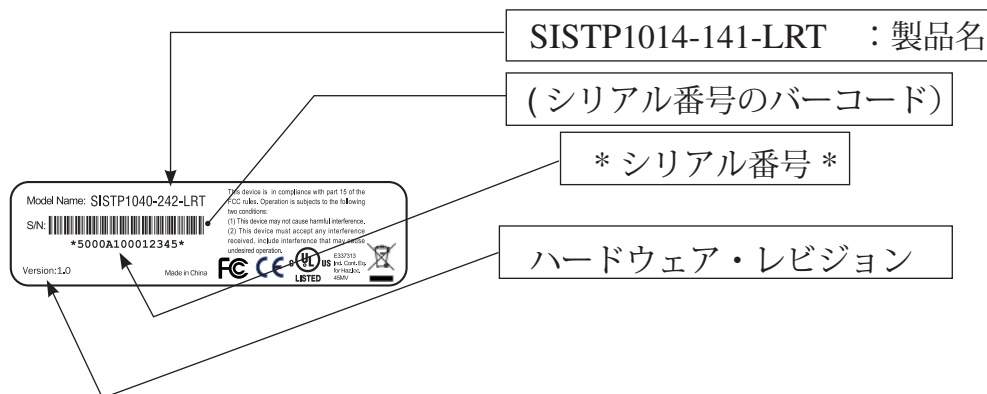 SISTP1014-141-LRT ：製品名
(シリアル番号のバーコード）
*シリアル番号*
ハードウェア・レビジョン
Model Name: SISTP1040-242-LRT
S/N:
*5000A100012345*
Version:1.0
Made in China
This device is in compliance with part 15 of the
FCC rules. Operation is subjects to the following
two conditions:
(1) This device may not cause harmful interference.
(2) This device must accept any interference
received, include interference that may cause
undesired operation.
FC CE
c UL US
LISTED
E337313
Ind. Cont. Eq.
for Haz.loc.
45MV